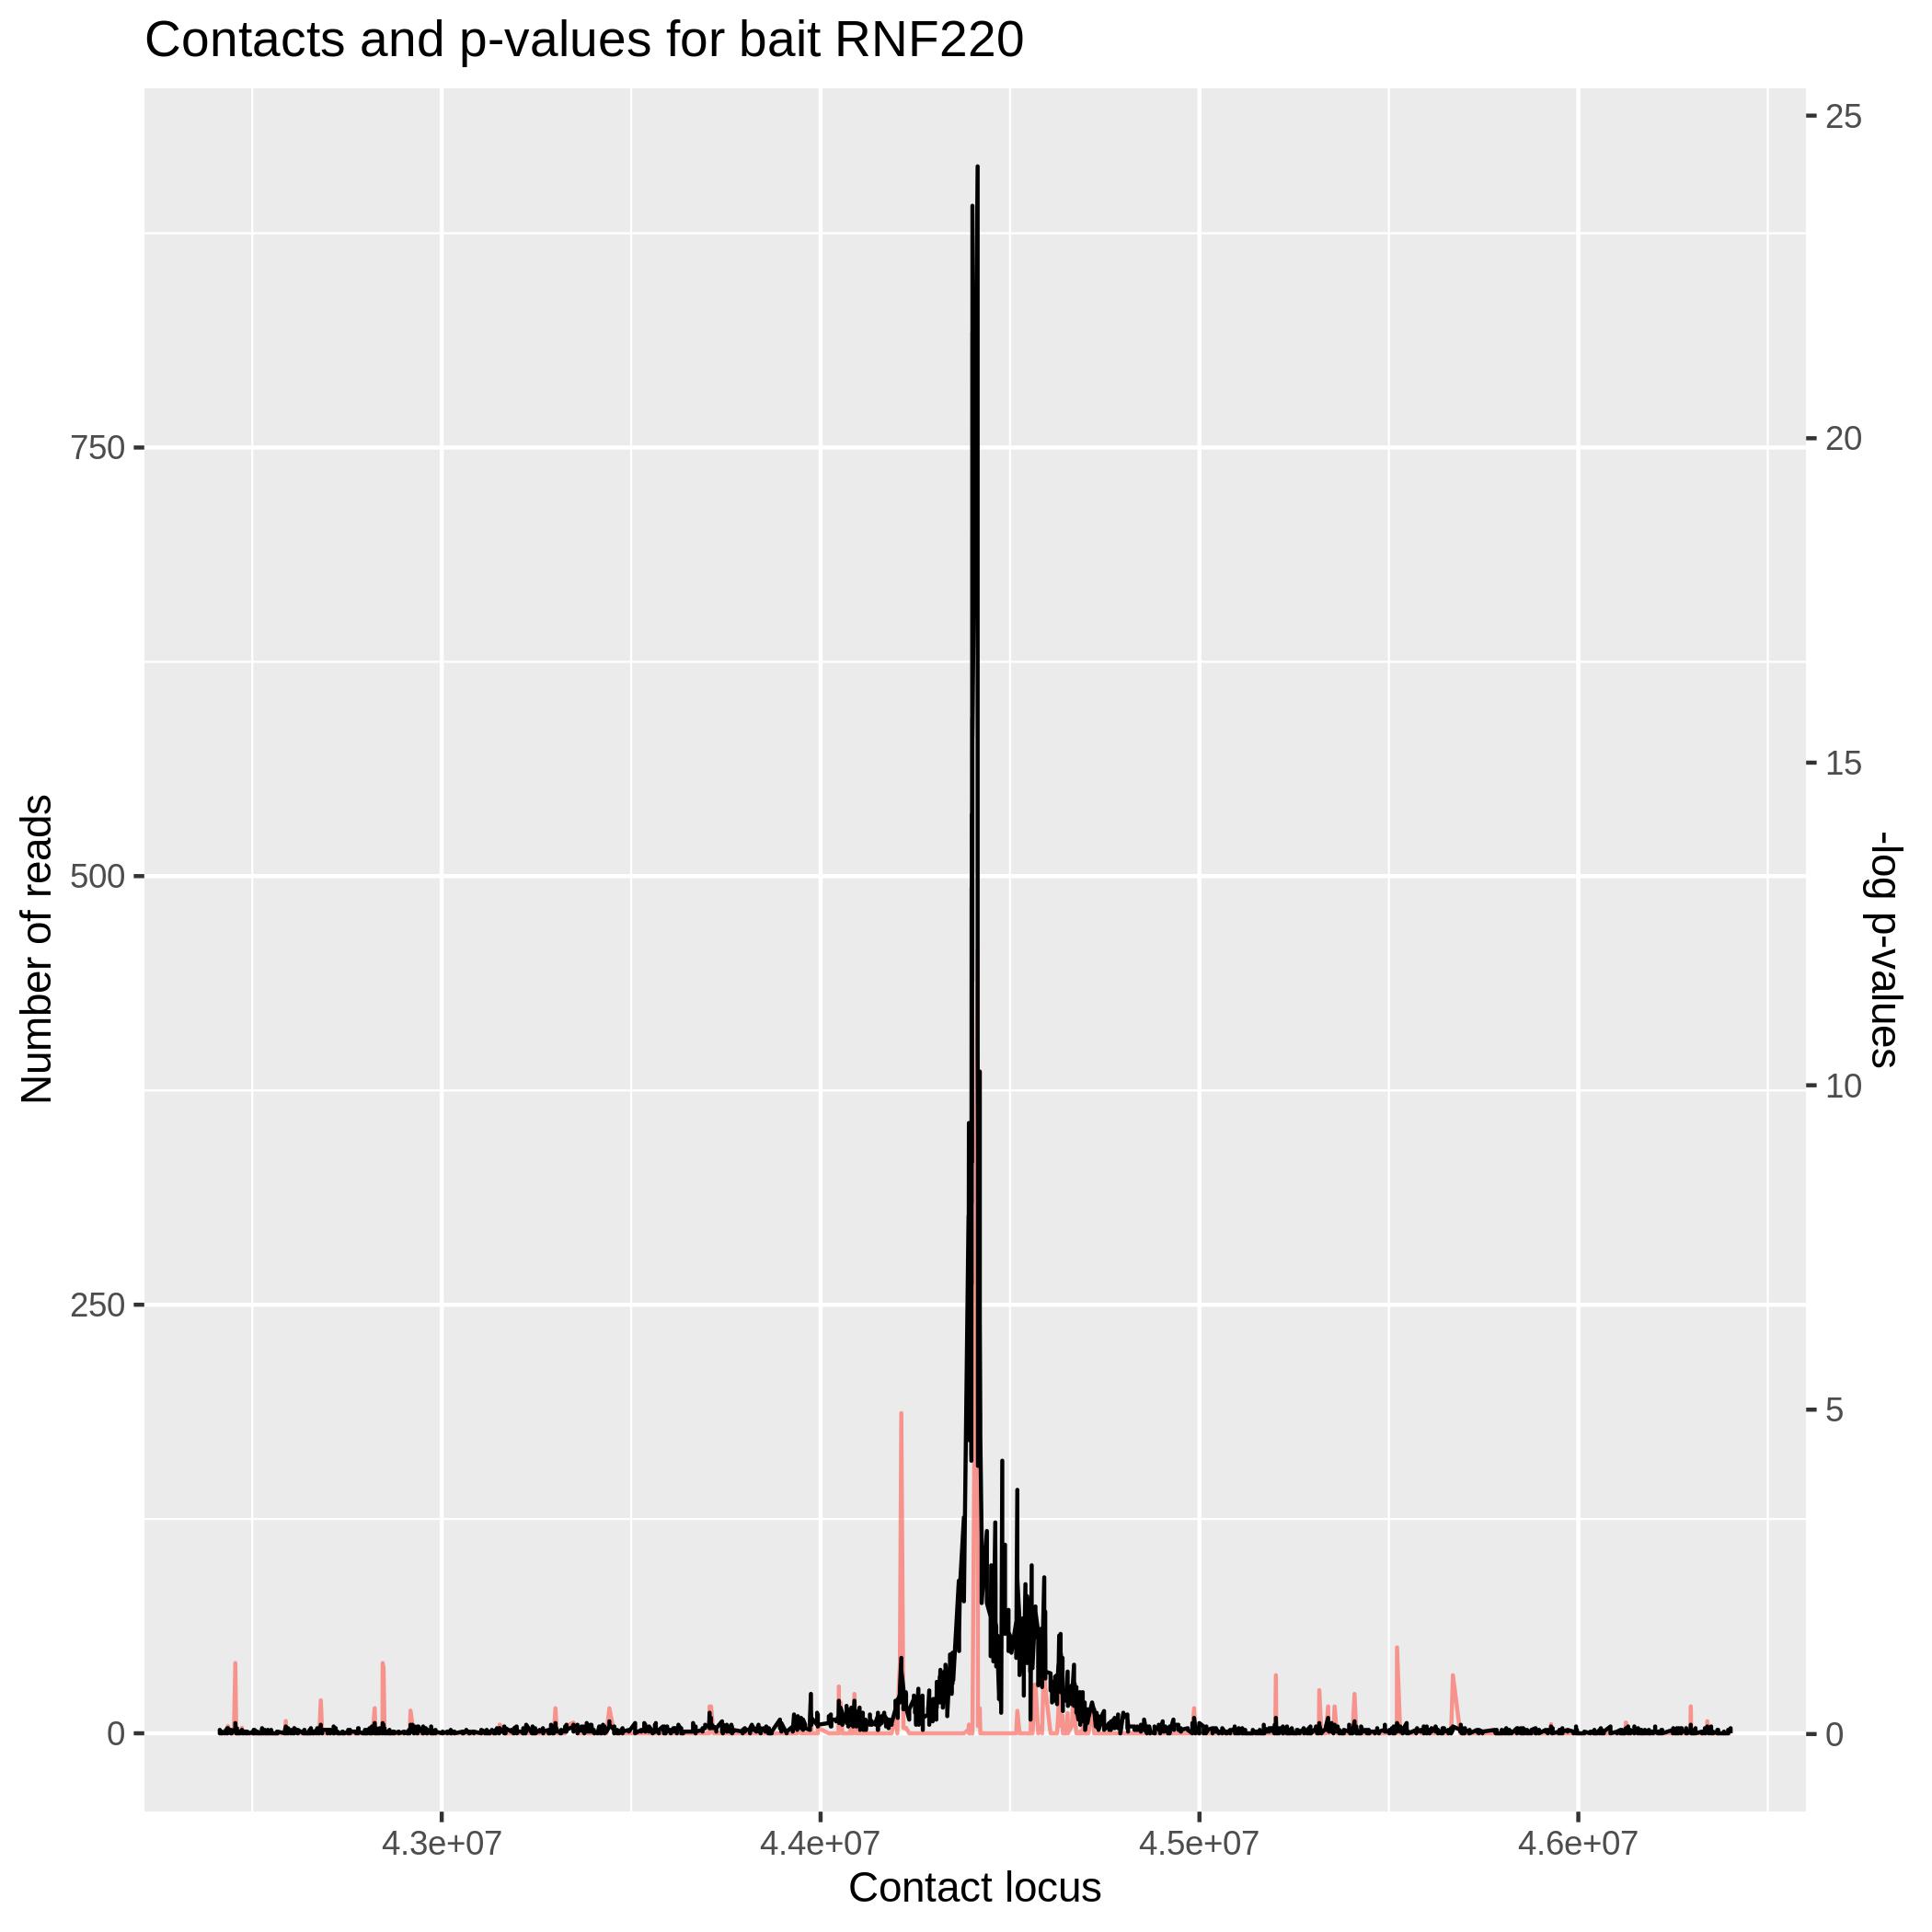 Contacts and p-values for bait RNF220
Number of reads
750
500
250
0
25
20
15
10
5
0
-log p-values
4.3e+07
4.4e+07
4.5e+07
4.6e+07
Contact locus